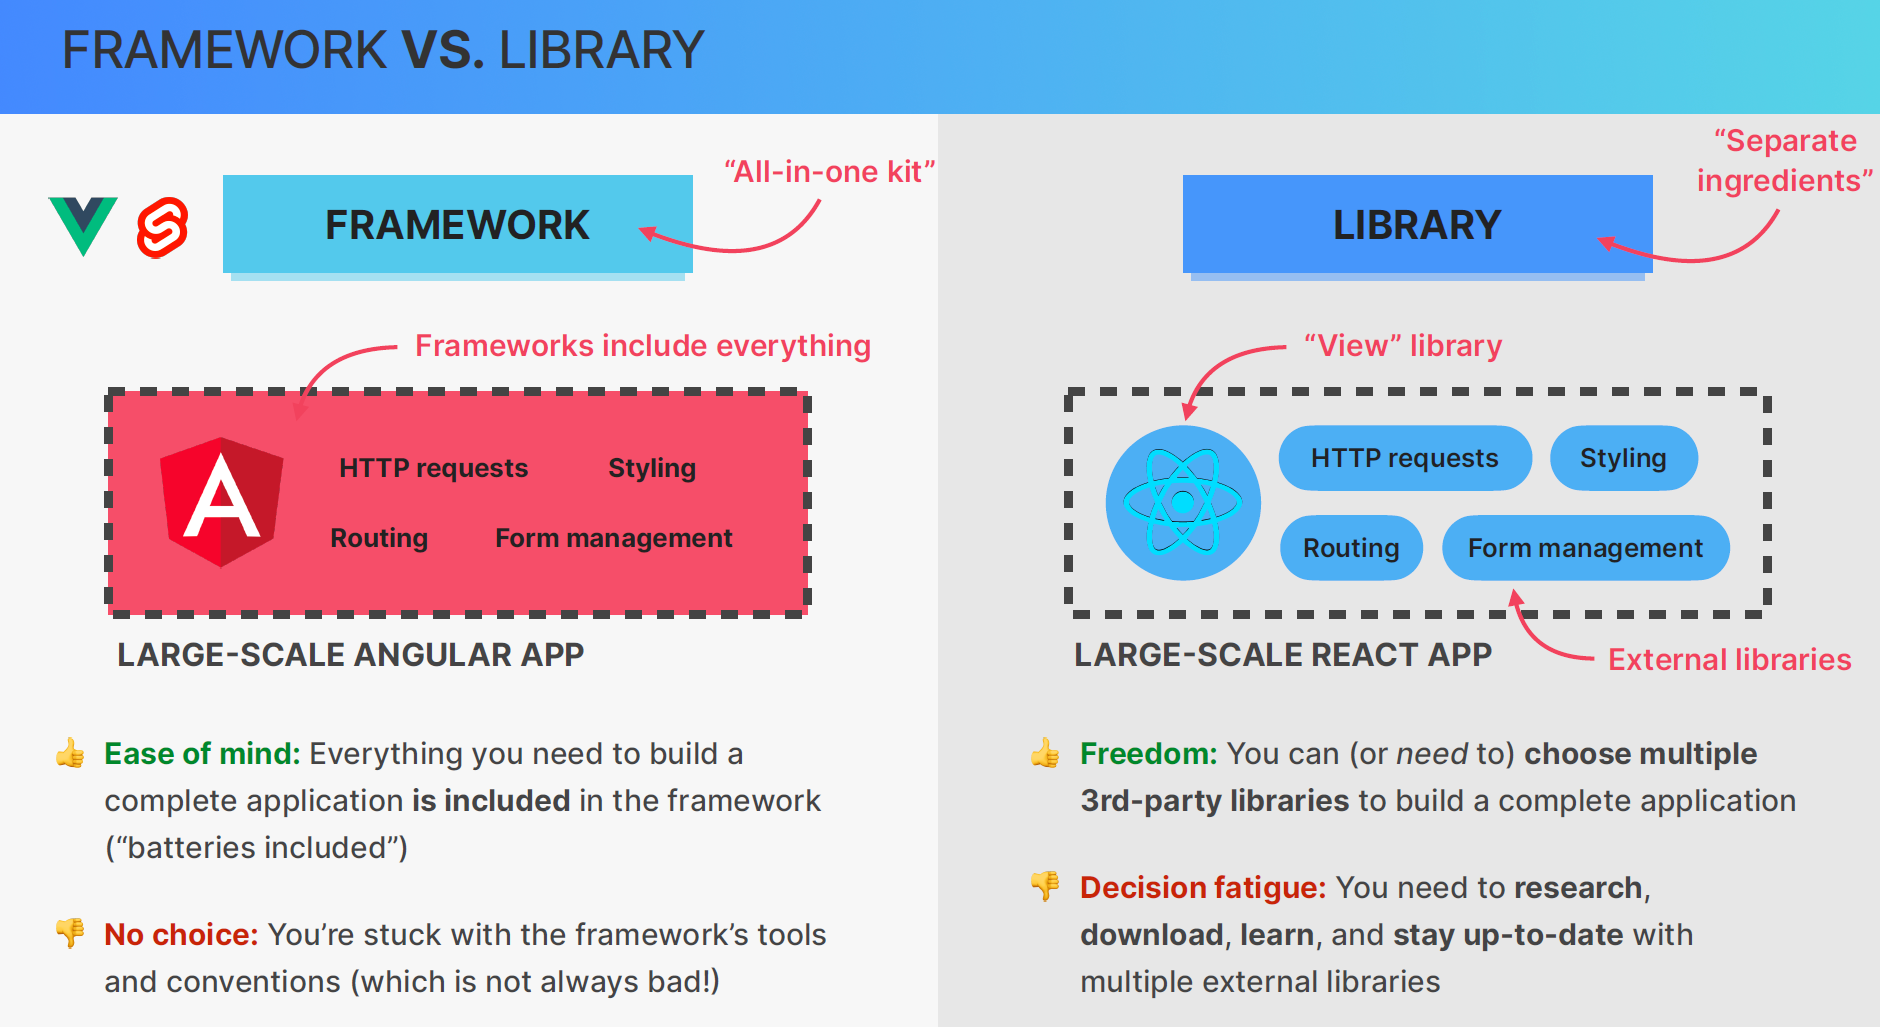 FRAMEWORK VS. LIBRARY
“All-in-one kit”
FRAMEWORK
Frameworks include everything
HTTP requests
Styling
Routing
Form management
LARGE-SCALE ANGULAR APP
👍 Ease of mind: Everything you need to build a
complete application is included in the framework
(“batteries included”)
👎 No choice: You’re stuck with the framework’s tools
and conventions (which is not always bad!)
“Separate
ingredients”
LIBRARY
“View” library
HTTP requests
Styling
Routing
Form management
LARGE-SCALE REACT APP
External libraries
👍 Freedom: You can (or need to) choose multiple
3rd-party libraries to build a complete application
👎 Decision fatigue: You need to research,
download, learn, and stay up-to-date with
multiple external libraries